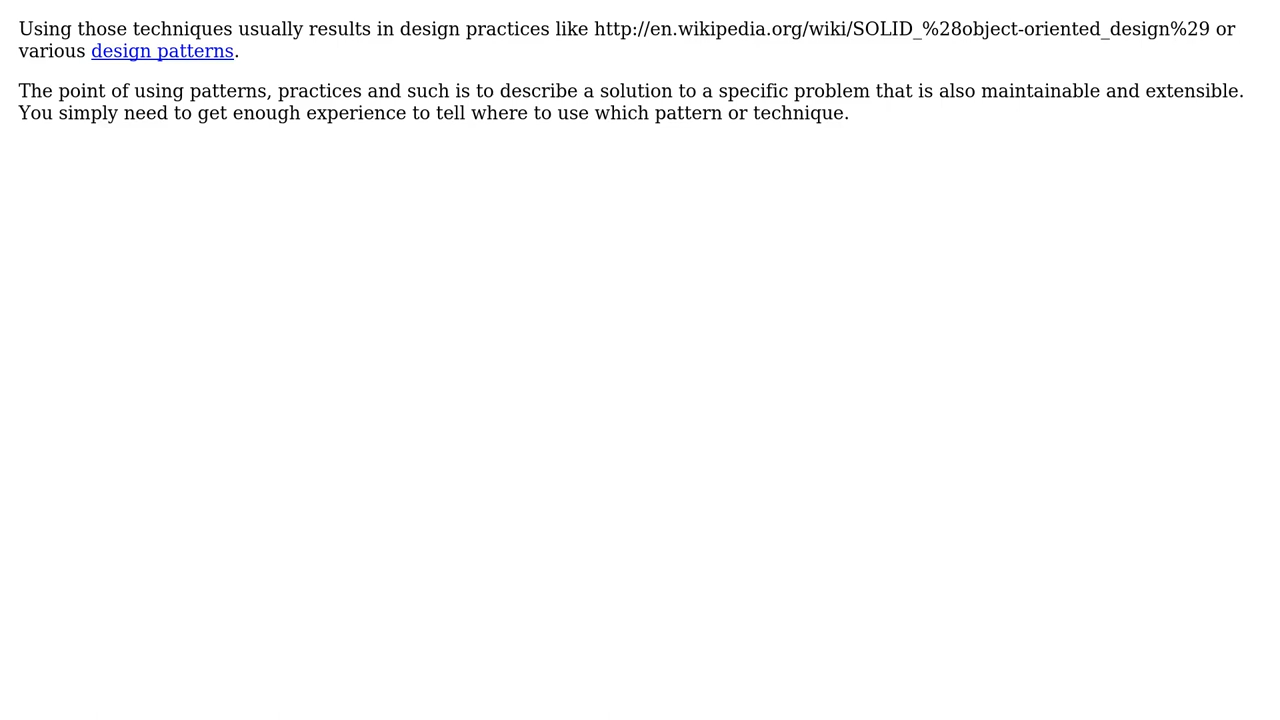 Using those techniques usually results in design practices like http://en.wikipedia.org/wiki/SOLID_%28object-oriented_design%29 or
various design patterns.
The point of using patterns, practices and such is to describe a solution to a specific problem that is also maintainable and extensible.
You simply need to get enough experience to tell where to use which pattern or technique.